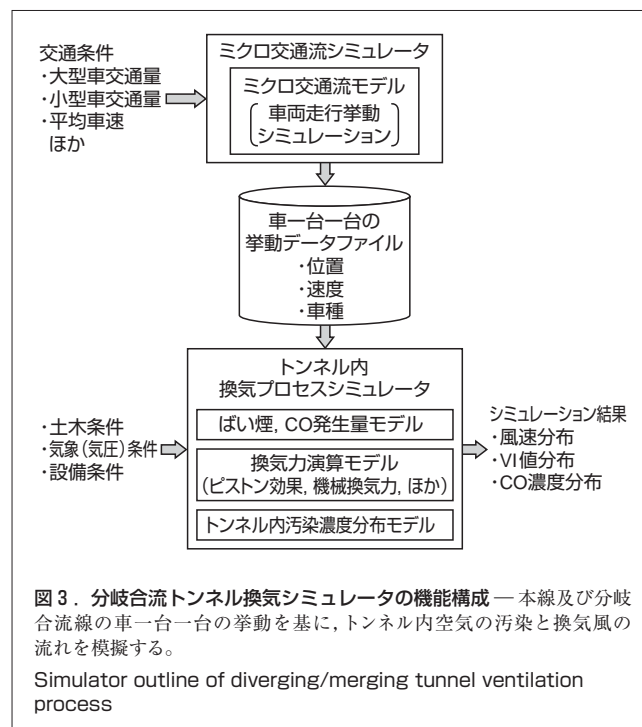 交通条件
・大型車交通量
・小型車交通量
・平均車速
ほか
ミクロ交通流シミュレータ
ミクロ交通流モデル
車両走行挙動
シミュレーション
車一台一台の
挙動データファイル
・位置
・速度
・車種
トンネル内
換気プロセスシミュレータ
・土木条件
・気象(気圧)条件
・設備条件
ばい煙, CO発生量モデル
換気力演算モデル
(ピストン効果, 機械換気力, ほか)
トンネル内汚染濃度分布モデル
シミュレーション結果
・風速分布
・VI値分布
・CO濃度分布
図3. 分岐合流トンネル換気シミュレータの機能構成 — 本線及び分岐
合流線の車一台一台の挙動を基に, トンネル内空気の汚染と換気風の
流れを模擬する。
Simulator outline of diverging/merging tunnel ventilation
process